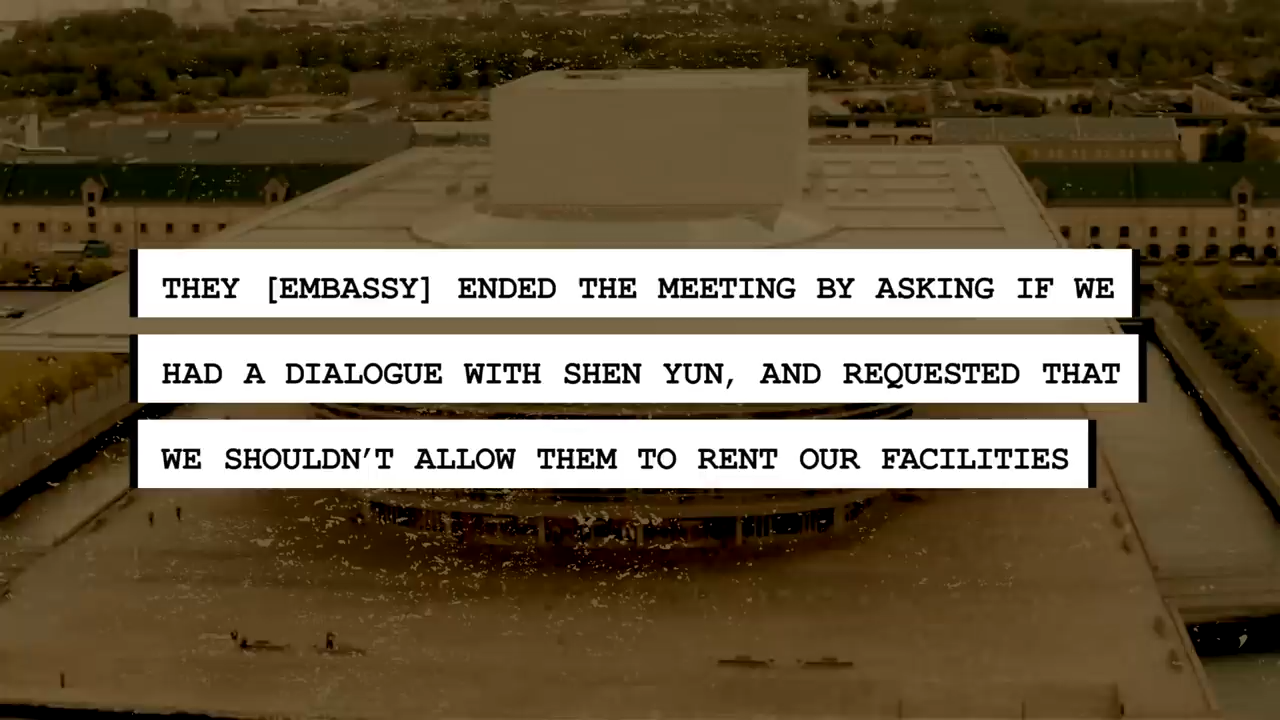 THEY [EMBASSY] ENDED THE MEETING BY ASKING IF WE
HAD A DIALOGUE WITH SHEN YUN, AND REQUESTED THAT
WE SHOULDN’T ALLOW THEM TO RENT OUR FACILITIES